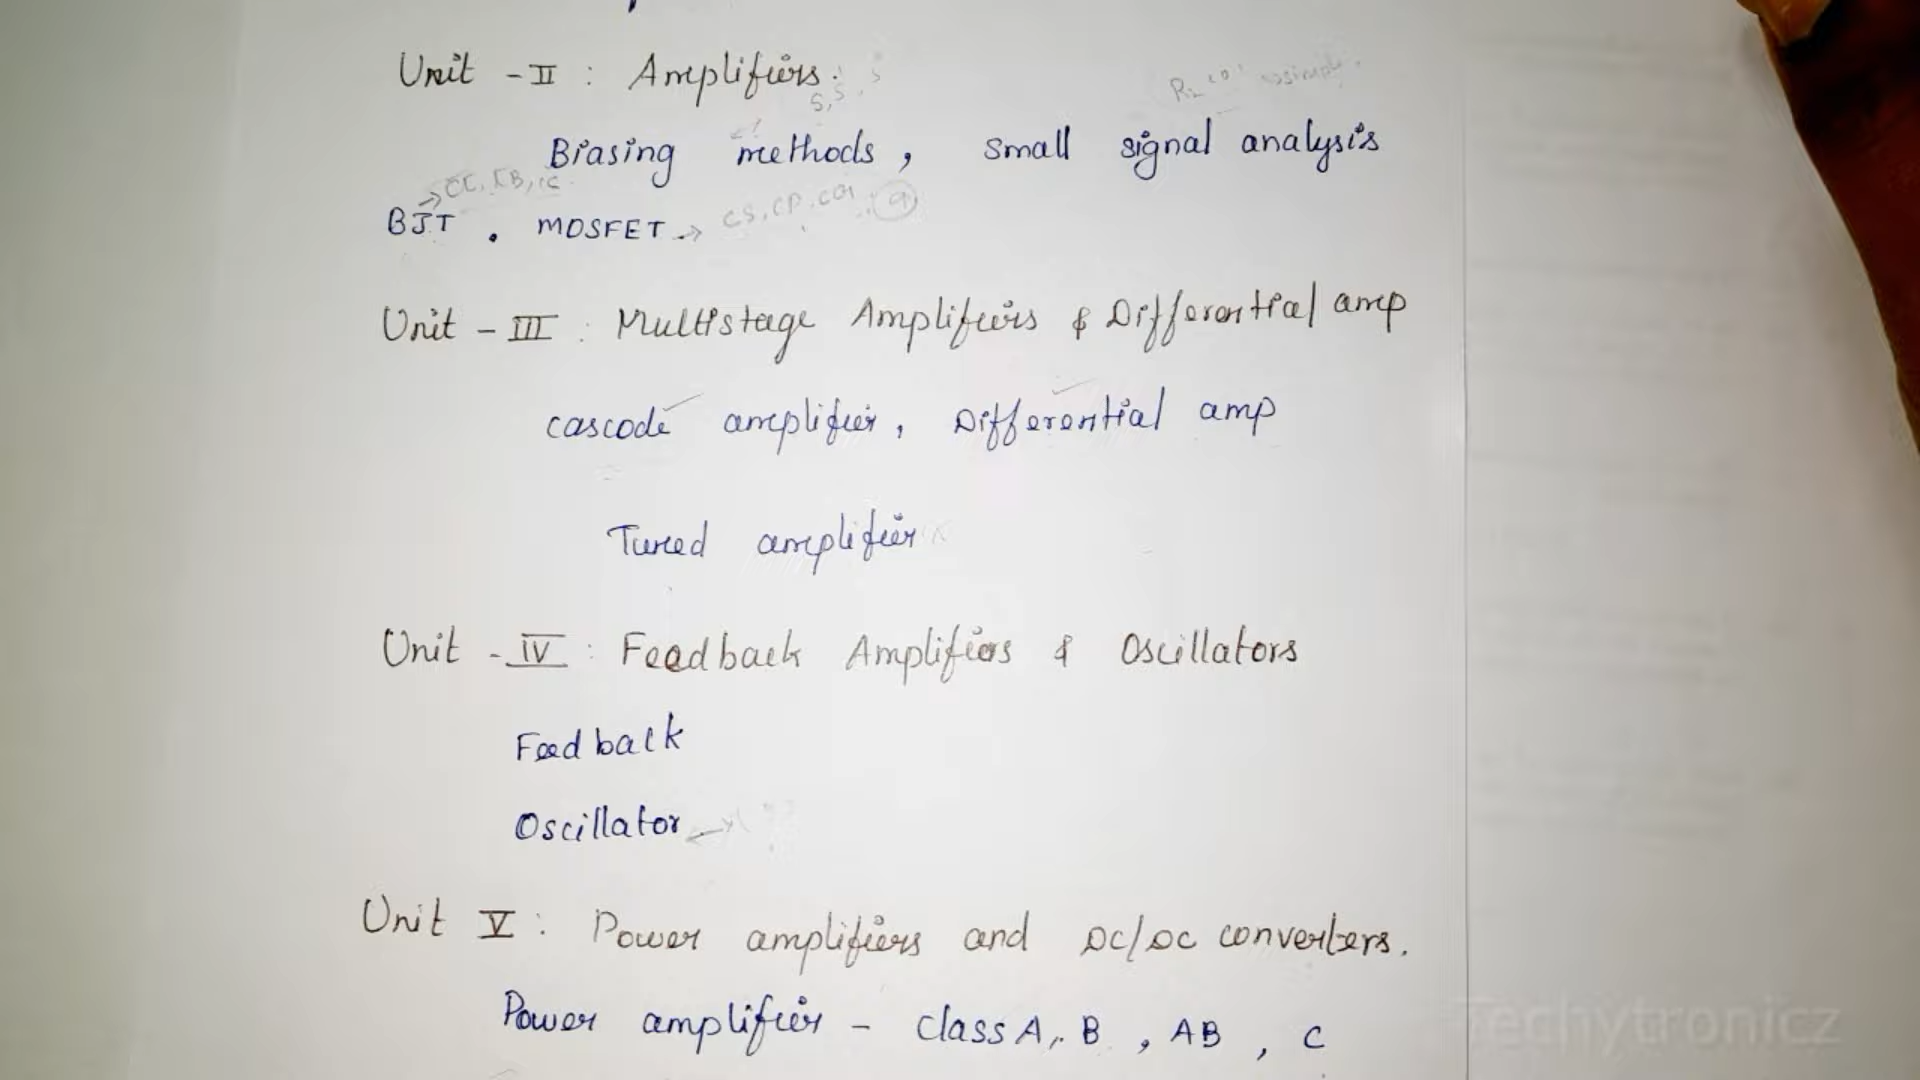 Unit - II : Amplifiers.
S, S, S
Biasing methods, small signal analysis
CC, CB, CE
BJT . MOSFET → CS, CD, CG
Unit - III : Multistage Amplifiers & Differential amp
cascode amplifier, Differential amp
Tuned amplifier
Unit - IV : Feedback Amplifiers & Oscillators
Feedback
Oscillator
Unit V : Power amplifiers and DC/DC converters.
Power amplifier - class A, B, AB, C
Techytronicz